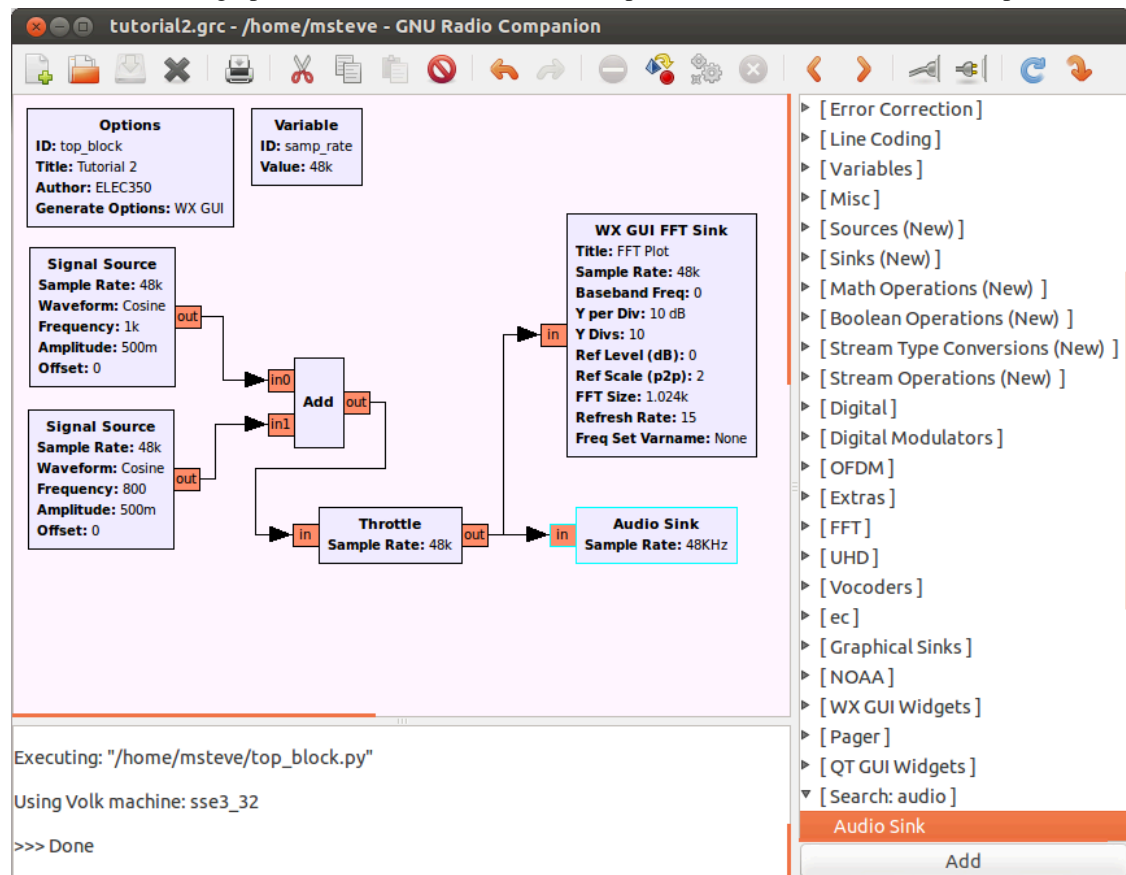 tutorial2.grc - /home/msteve - GNU Radio Companion
Options
ID: top_block
Title: Tutorial 2
Author: ELEC350
Generate Options: WX GUI
Variable
ID: samp_rate
Value: 48k
Signal Source
Sample Rate: 48k
Waveform: Cosine
Frequency: 1k
Amplitude: 500m
Offset: 0
out
Signal Source
Sample Rate: 48k
Waveform: Cosine
Frequency: 800
Amplitude: 500m
Offset: 0
out
in0
in1
Add
out
in
Throttle
Sample Rate: 48k
out
in
WX GUI FFT Sink
Title: FFT Plot
Sample Rate: 48k
Baseband Freq: 0
Y per Div: 10 dB
Y Divs: 10
Ref Level (dB): 0
Ref Scale (p2p): 2
FFT Size: 1.024k
Refresh Rate: 15
Freq Set Varname: None
in
Audio Sink
Sample Rate: 48KHz
[ Error Correction ]
[ Line Coding ]
[ Variables ]
[ Misc ]
[ Sources (New) ]
[ Sinks (New) ]
[ Math Operations (New) ]
[ Boolean Operations (New) ]
[ Stream Type Conversions (New) ]
[ Stream Operations (New) ]
[ Digital ]
[ Digital Modulators ]
[ OFDM ]
[ Extras ]
[ FFT ]
[ UHD ]
[ Vocoders ]
[ ec ]
[ Graphical Sinks ]
[ NOAA ]
[ WX GUI Widgets ]
[ Pager ]
[ QT GUI Widgets ]
[ Search: audio ]
Audio Sink
Add
Executing: "/home/msteve/top_block.py"
Using Volk machine: sse3_32
>>> Done